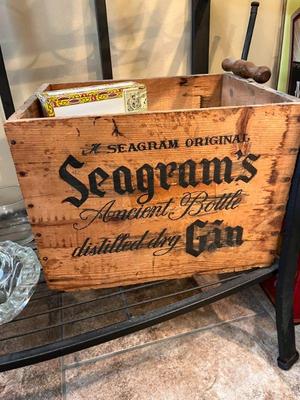 A SEAGRAM ORIGINAL
Seagram's
Ancient Bottle
distilled dry Gin